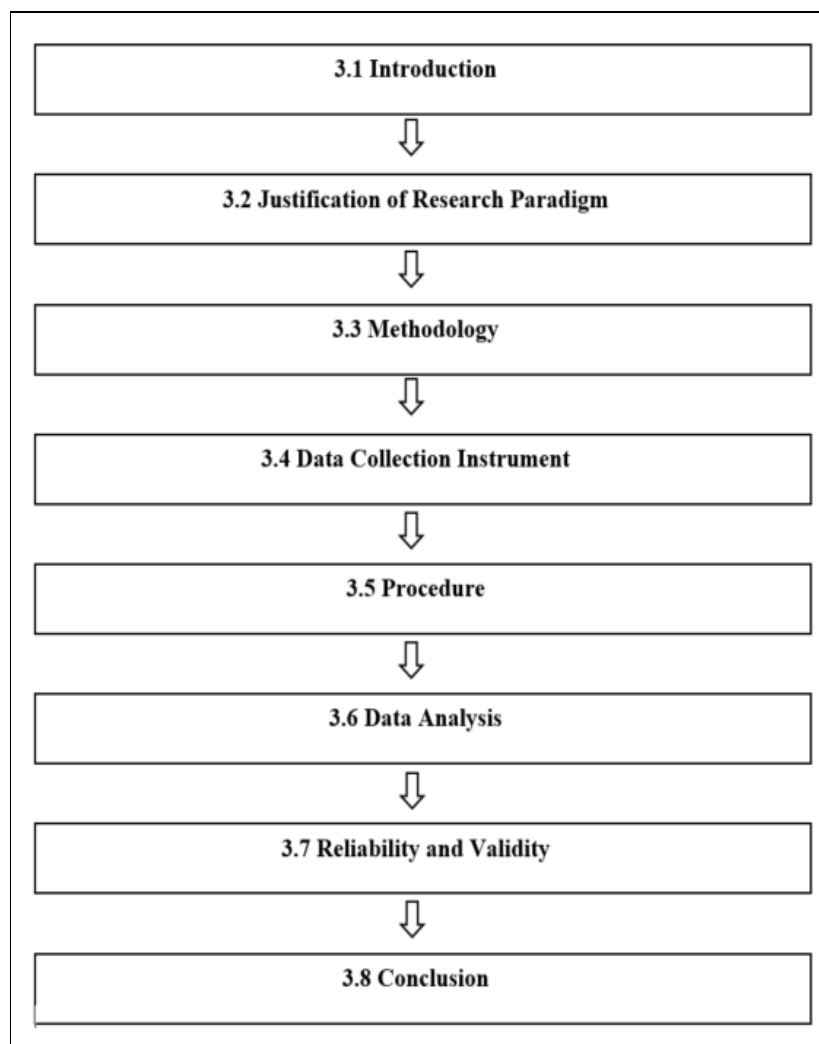 3.1 Introduction
3.2 Justification of Research Paradigm
3.3 Methodology
3.4 Data Collection Instrument
3.5 Procedure
3.6 Data Analysis
3.7 Reliability and Validity
3.8 Conclusion